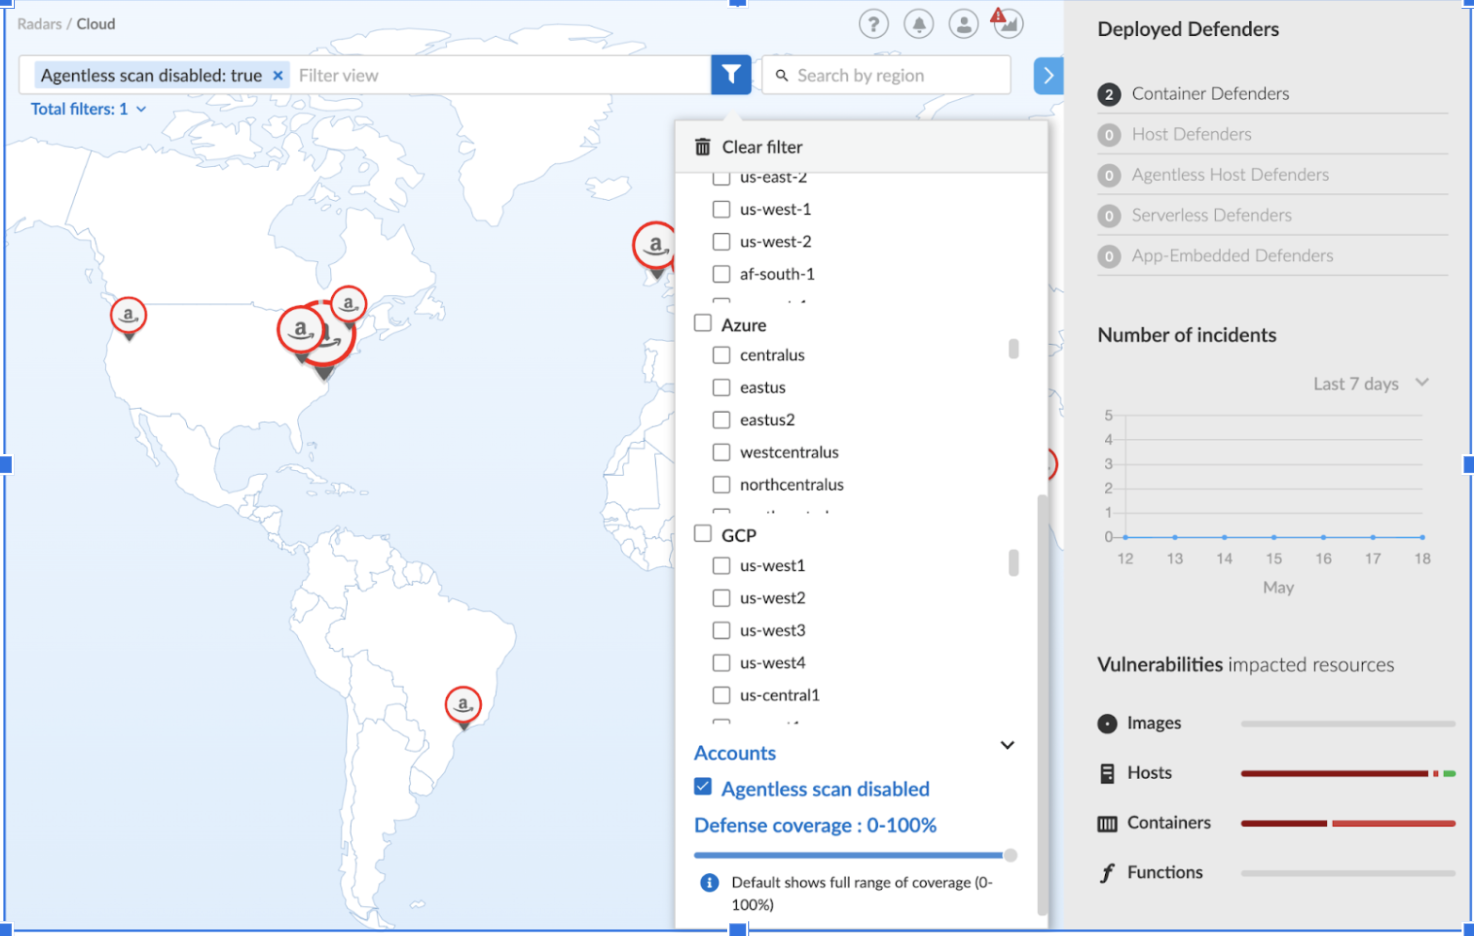 Radars / Cloud
Agentless scan disabled: true ×
Filter view
Search by region
Total filters: 1
Clear filter
us-east-2
us-west-1
us-west-2
af-south-1
Azure
centralus
eastus
eastus2
westcentralus
northcentralus
GCP
us-west1
us-west2
us-west3
us-west4
us-central1
Accounts
Agentless scan disabled
Defense coverage : 0-100%
Default shows full range of coverage (0-
100%)
Deployed Defenders
2 Container Defenders
0 Host Defenders
0 Agentless Host Defenders
0 Serverless Defenders
0 App-Embedded Defenders
Number of incidents
Last 7 days
5
4
3
2
1
0
12 13 14 15 16 17 18
May
Vulnerabilities impacted resources
Images
Hosts
Containers
Functions